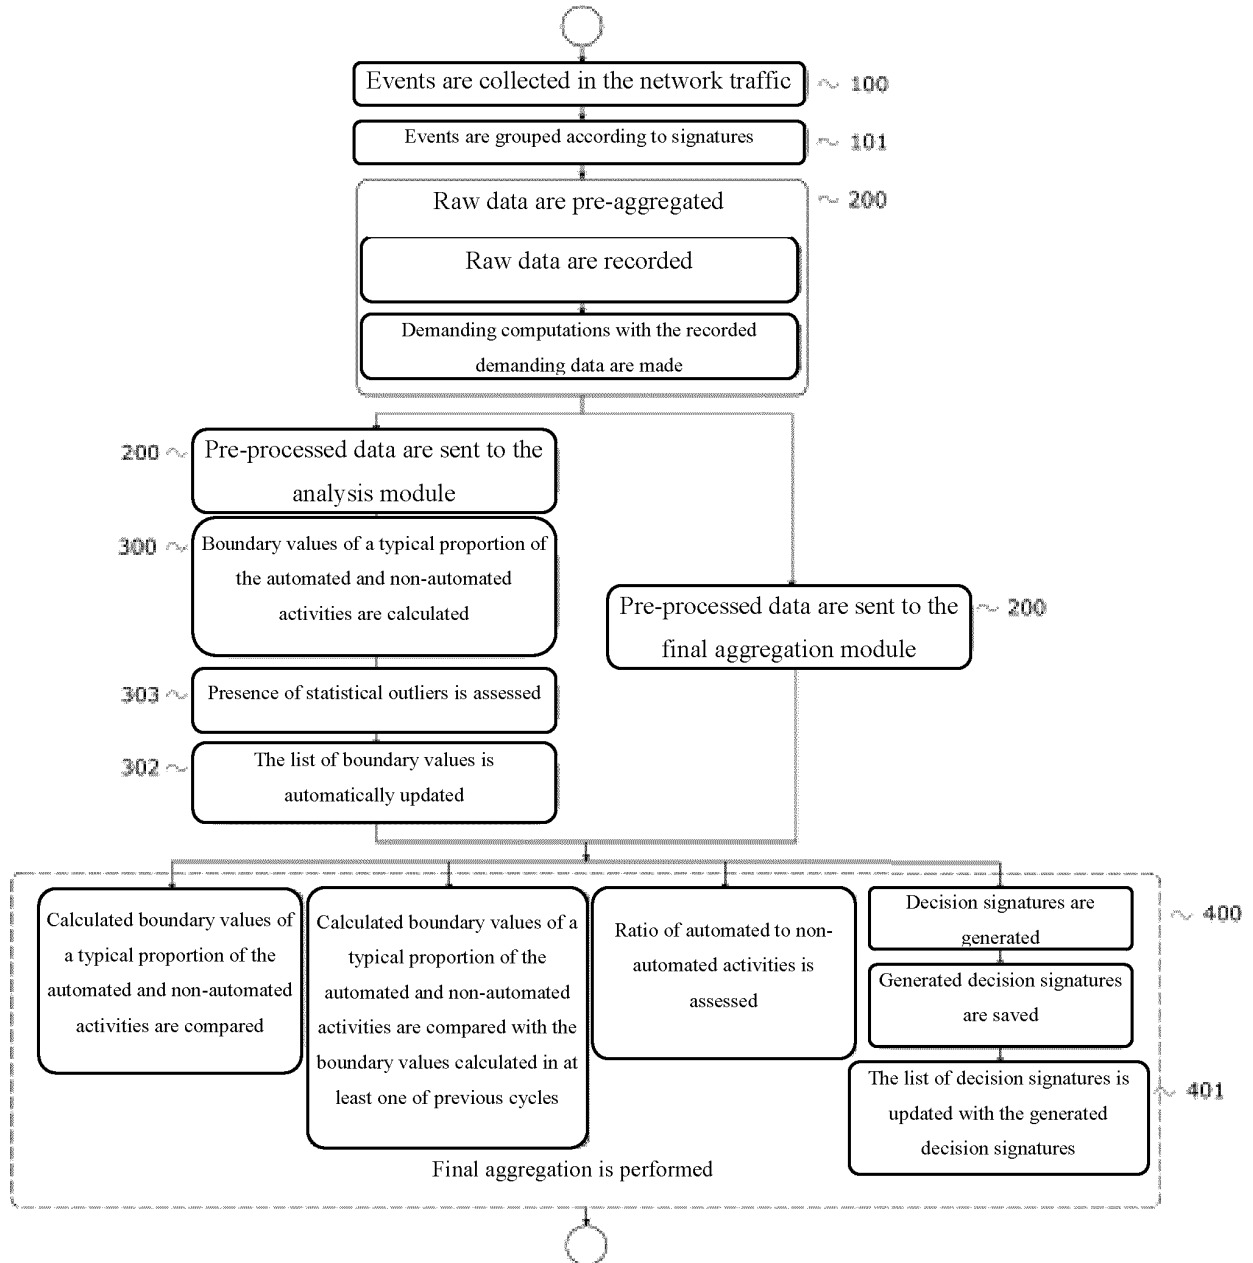 Events are collected in the network traffic
~ 100
Events are grouped according to signatures
~ 101
Raw data are pre-aggregated
~ 200
Raw data are recorded
Demanding computations with the recorded
demanding data are made
200 ~
Pre-processed data are sent to the
analysis module
300 ~
Boundary values of a typical proportion of
the automated and non-automated
activities are calculated
Pre-processed data are sent to the
final aggregation module
~ 200
303 ~
Presence of statistical outliers is assessed
302 ~
The list of boundary values is
automatically updated
Calculated boundary values of
a typical proportion of the
automated and non-automated
activities are compared
Calculated boundary values of a
typical proportion of the
automated and non-automated
activities are compared with the
boundary values calculated in at
least one of previous cycles
Ratio of automated to non-
automated activities is
assessed
Decision signatures are
generated
~ 400
Generated decision signatures
are saved
The list of decision signatures is
updated with the generated
decision signatures
~ 401
Final aggregation is performed